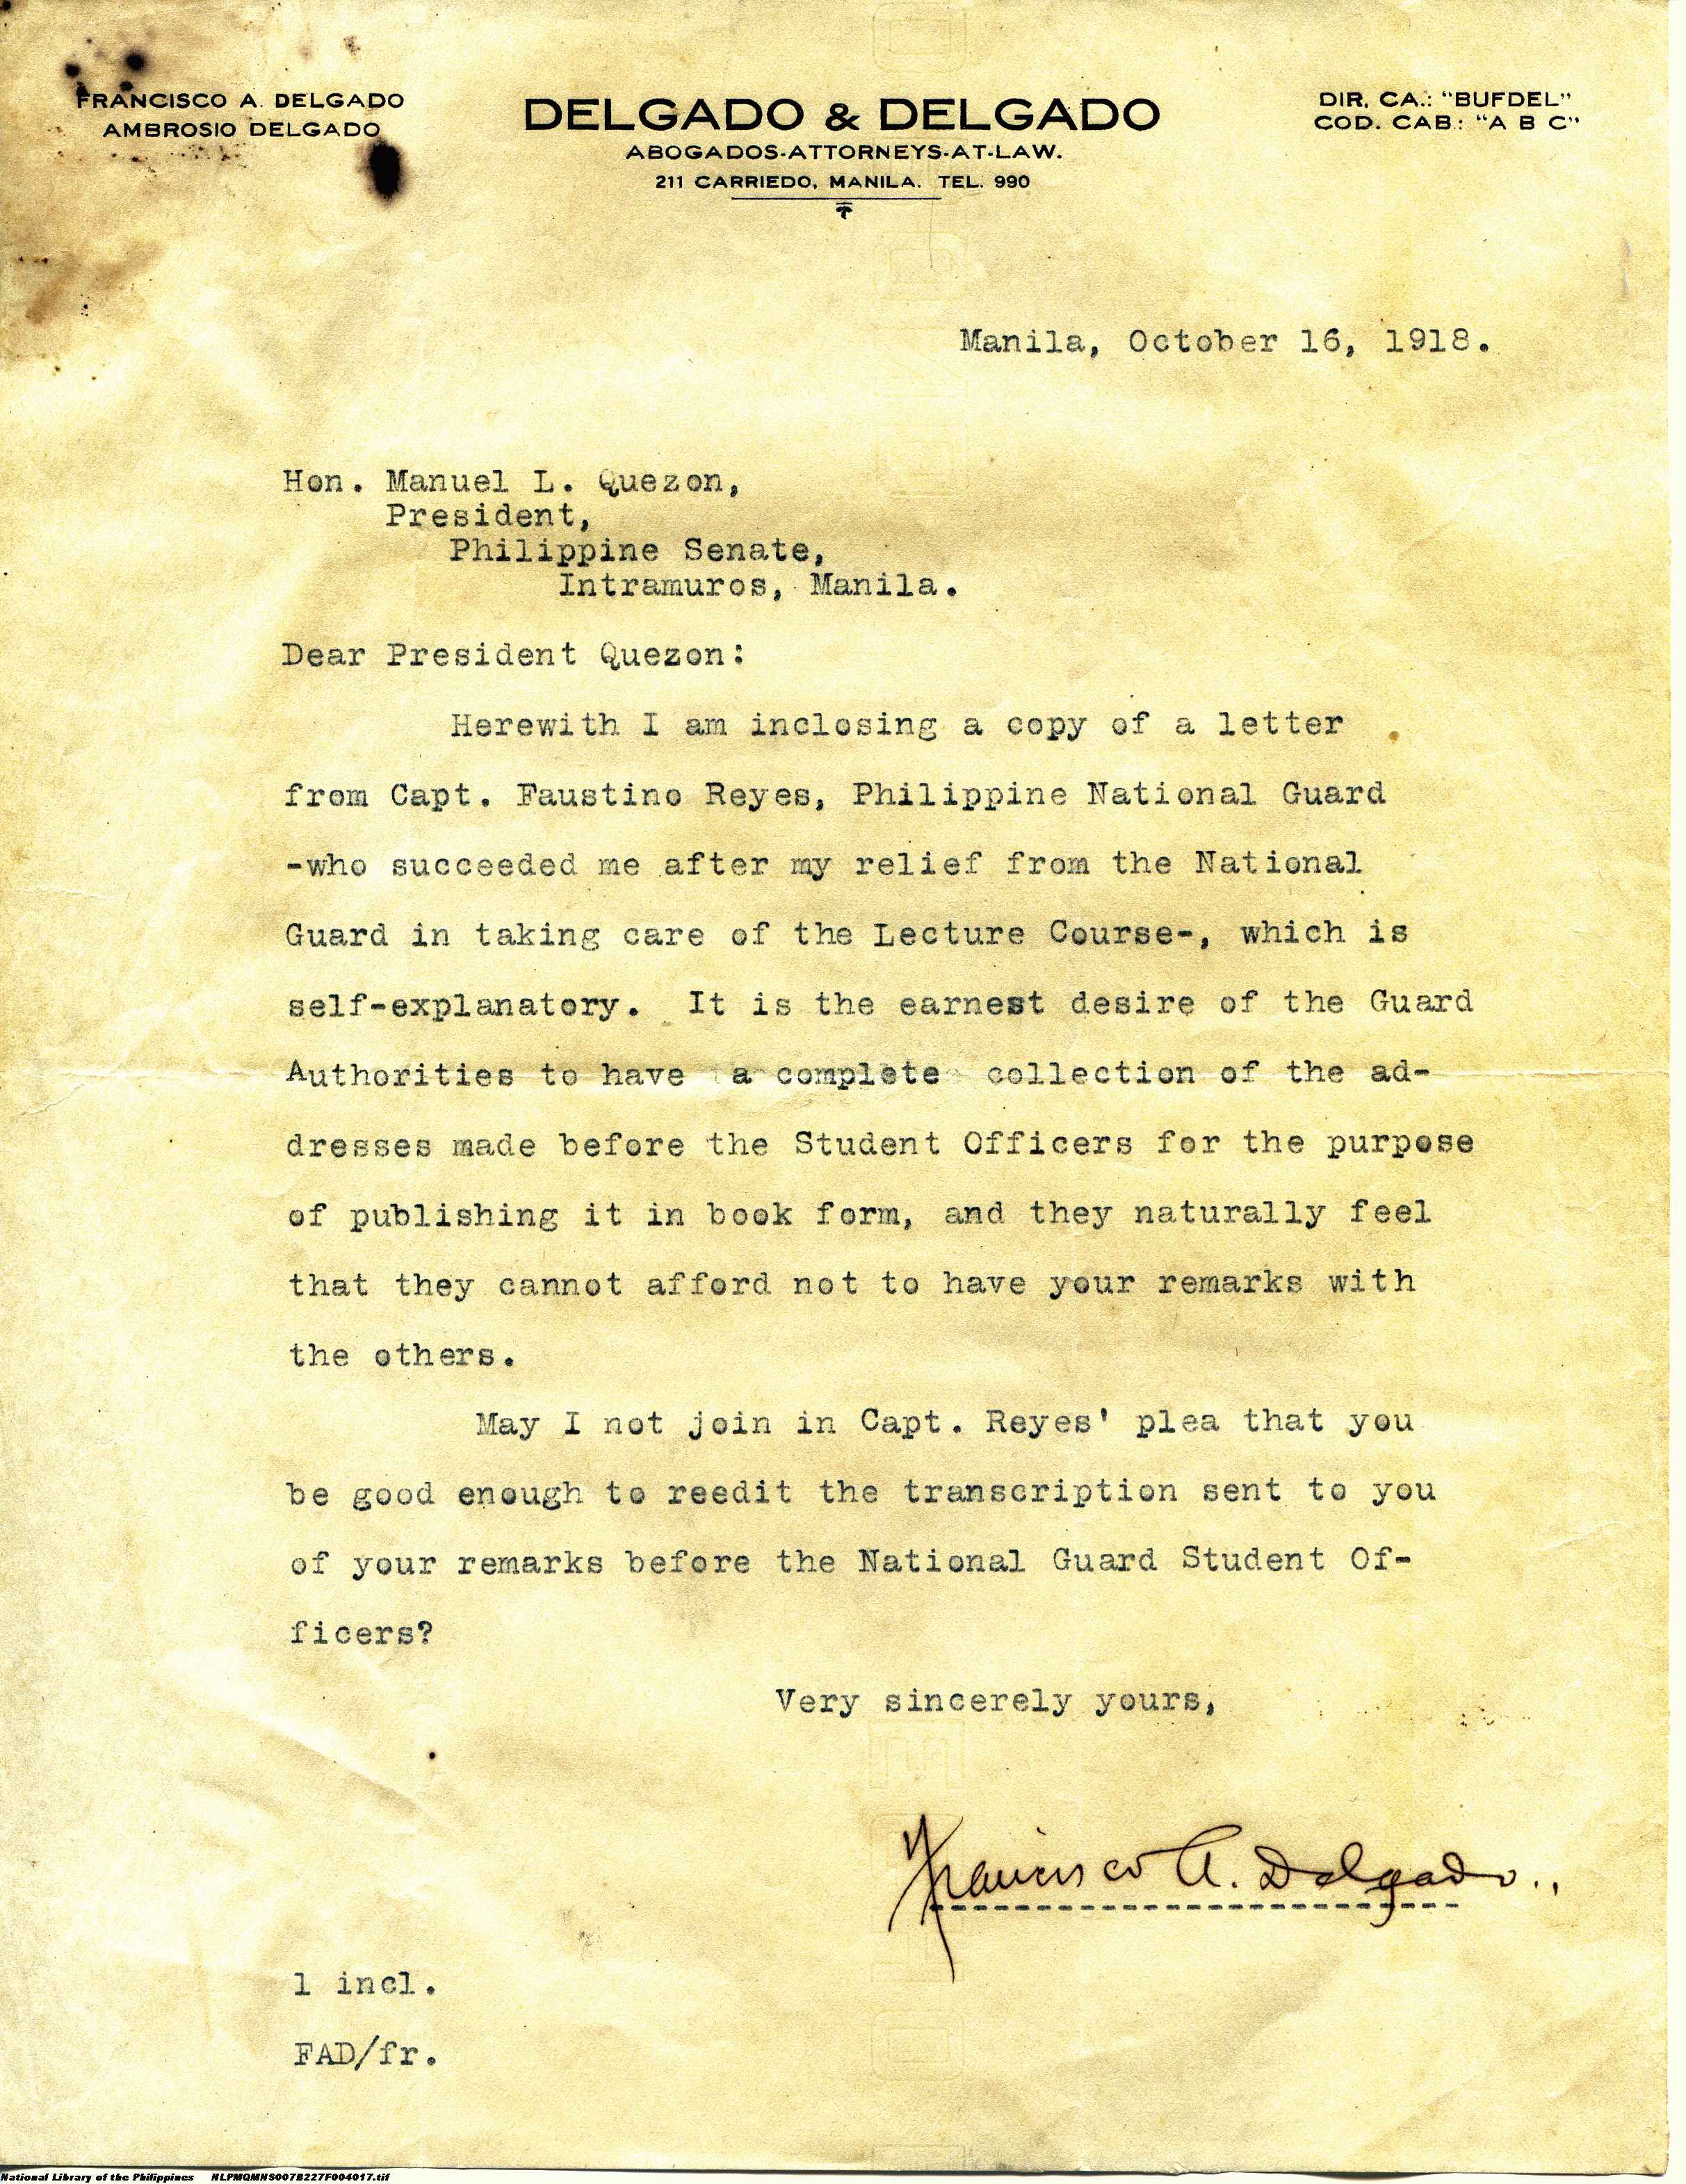 FRANCISCO A. DELGADO
AMBROSIO DELGADO
DELGADO & DELGADO
ABOGADOS-ATTORNEYS-AT-LAW.
211 CARRIEDO, MANILA. TEL. 990
DIR. CA.: "BUFDEL"
COD. CAB.: "A B C"
Manila, October 16, 1918.
Hon. Manuel L. Quezon,
President,
Philippine Senate,
Intramuros, Manila.
Dear President Quezon:
Herewith I am inclosing a copy of a letter
from Capt. Faustino Reyes, Philippine National Guard
-who succeeded me after my relief from the National
Guard in taking care of the Lecture Course-, which is
self-explanatory. It is the earnest desire of the Guard
Authorities to have a complete collection of the ad-
dresses made before the Student Officers for the purpose
of publishing it in book form, and they naturally feel
that they cannot afford not to have your remarks with
the others.
May I not join in Capt. Reyes' plea that you
be good enough to reedit the transcription sent to you
of your remarks before the National Guard Student Of-
ficers?
Very sincerely yours,
Francisco A. Delgado..
1 incl.
FAD/fr.
National Library of the Philippines NLPMQMNS007B227F004017.tif